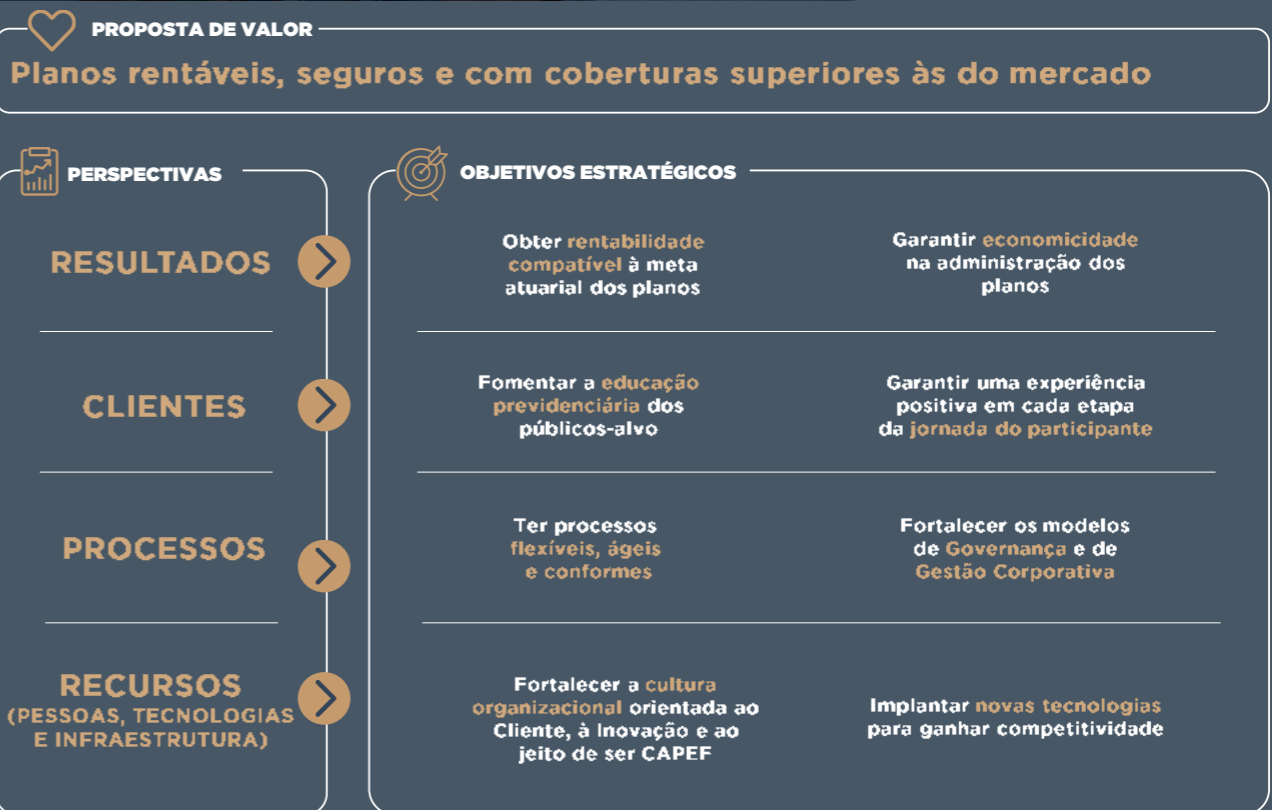 PROPOSTA DE VALOR
Planos rentáveis, seguros e com coberturas superiores às do mercado
PERSPECTIVAS
OBJETIVOS ESTRATÉGICOS
RESULTADOS
Obter rentabilidade
compatível à meta
atuarial dos planos
Garantir economicidade
na administração dos
planos
CLIENTES
Fomentar a educação
previdenciária dos
públicos-alvo
Garantir uma experiência
positiva em cada etapa
da jornada do participante
PROCESSOS
Ter processos
flexíveis, ágeis
e conformes
Fortalecer os modelos
de Governança e de
Gestão Corporativa
RECURSOS
(PESSOAS, TECNOLOGIAS
E INFRAESTRUTURA)
Fortalecer a cultura
organizacional orientada ao
Cliente, à Inovação e ao
jeito de ser CAPEF
Implantar novas tecnologias
para ganhar competitividade